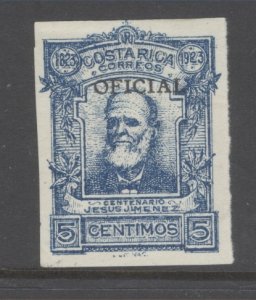 1823 COSTA RICA 1923
CORREOS
OFICIAL
CENTENARIO
JESUS JIMENEZ
5 CENTIMOS 5